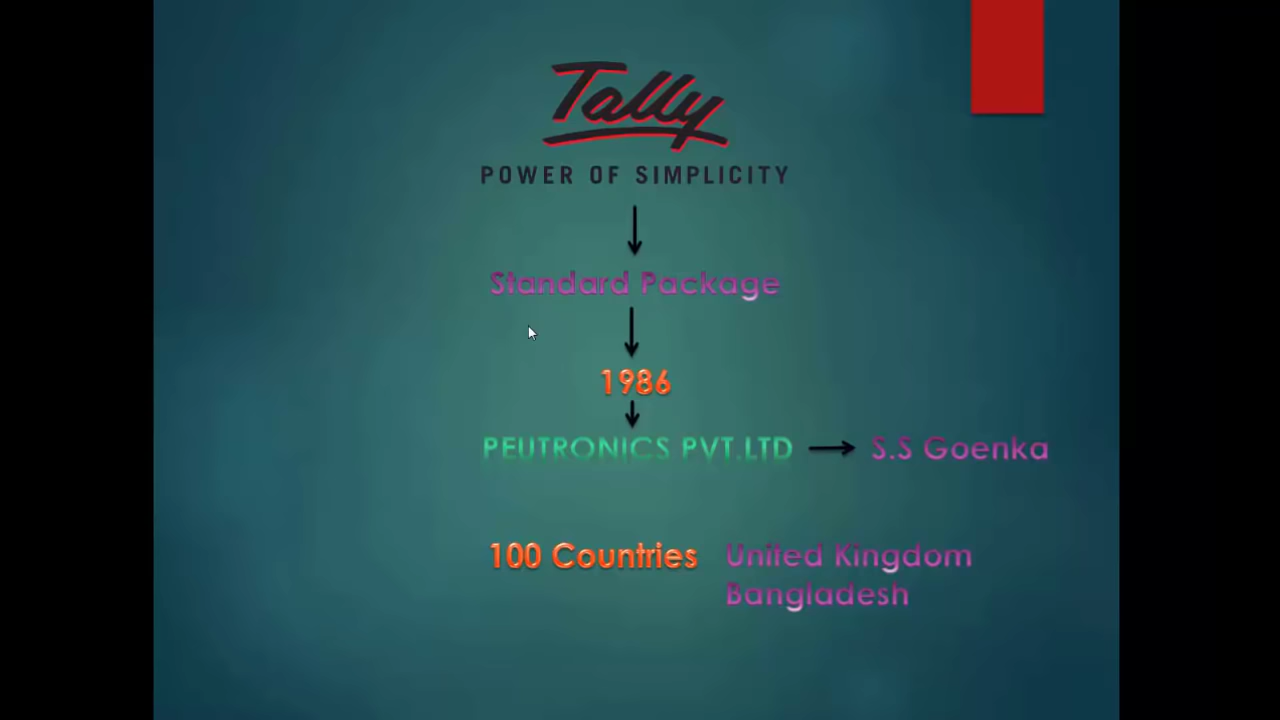 Tally
POWER OF SIMPLICITY
Standard Package
1986
PEUTRONICS PVT.LTD → S.S Goenka
100 Countries United Kingdom
Bangladesh